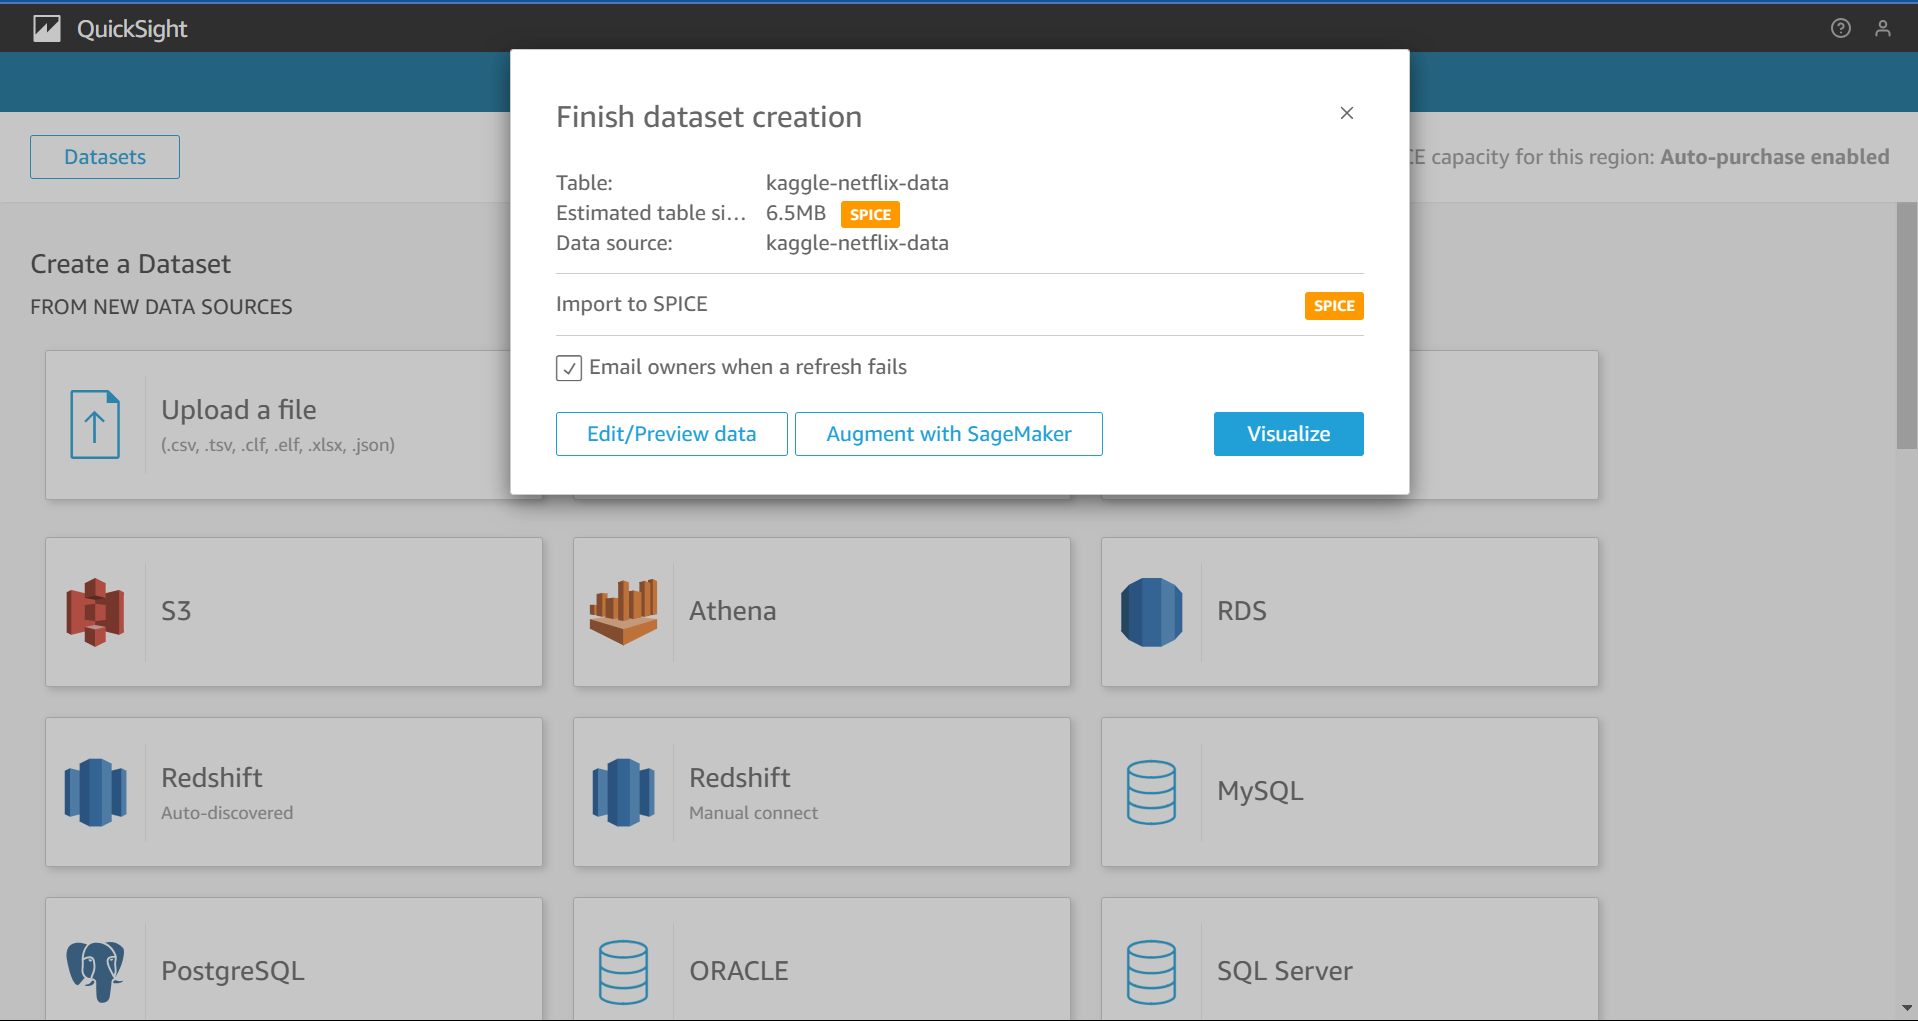 QuickSight
Finish dataset creation
Datasets
E capacity for this region: Auto-purchase enabled
Table: kaggle-netflix-data
Estimated table si... 6.5MB SPICE
Data source: kaggle-netflix-data
Import to SPICE SPICE
Email owners when a refresh fails
Edit/Preview data Augment with SageMaker Visualize
Create a Dataset
FROM NEW DATA SOURCES
Upload a file
(.csv, .tsv, .clf, .elf, .xlsx, .json)
S3
Athena
RDS
Redshift
Auto-discovered
Redshift
Manual connect
MySQL
PostgreSQL
ORACLE
SQL Server